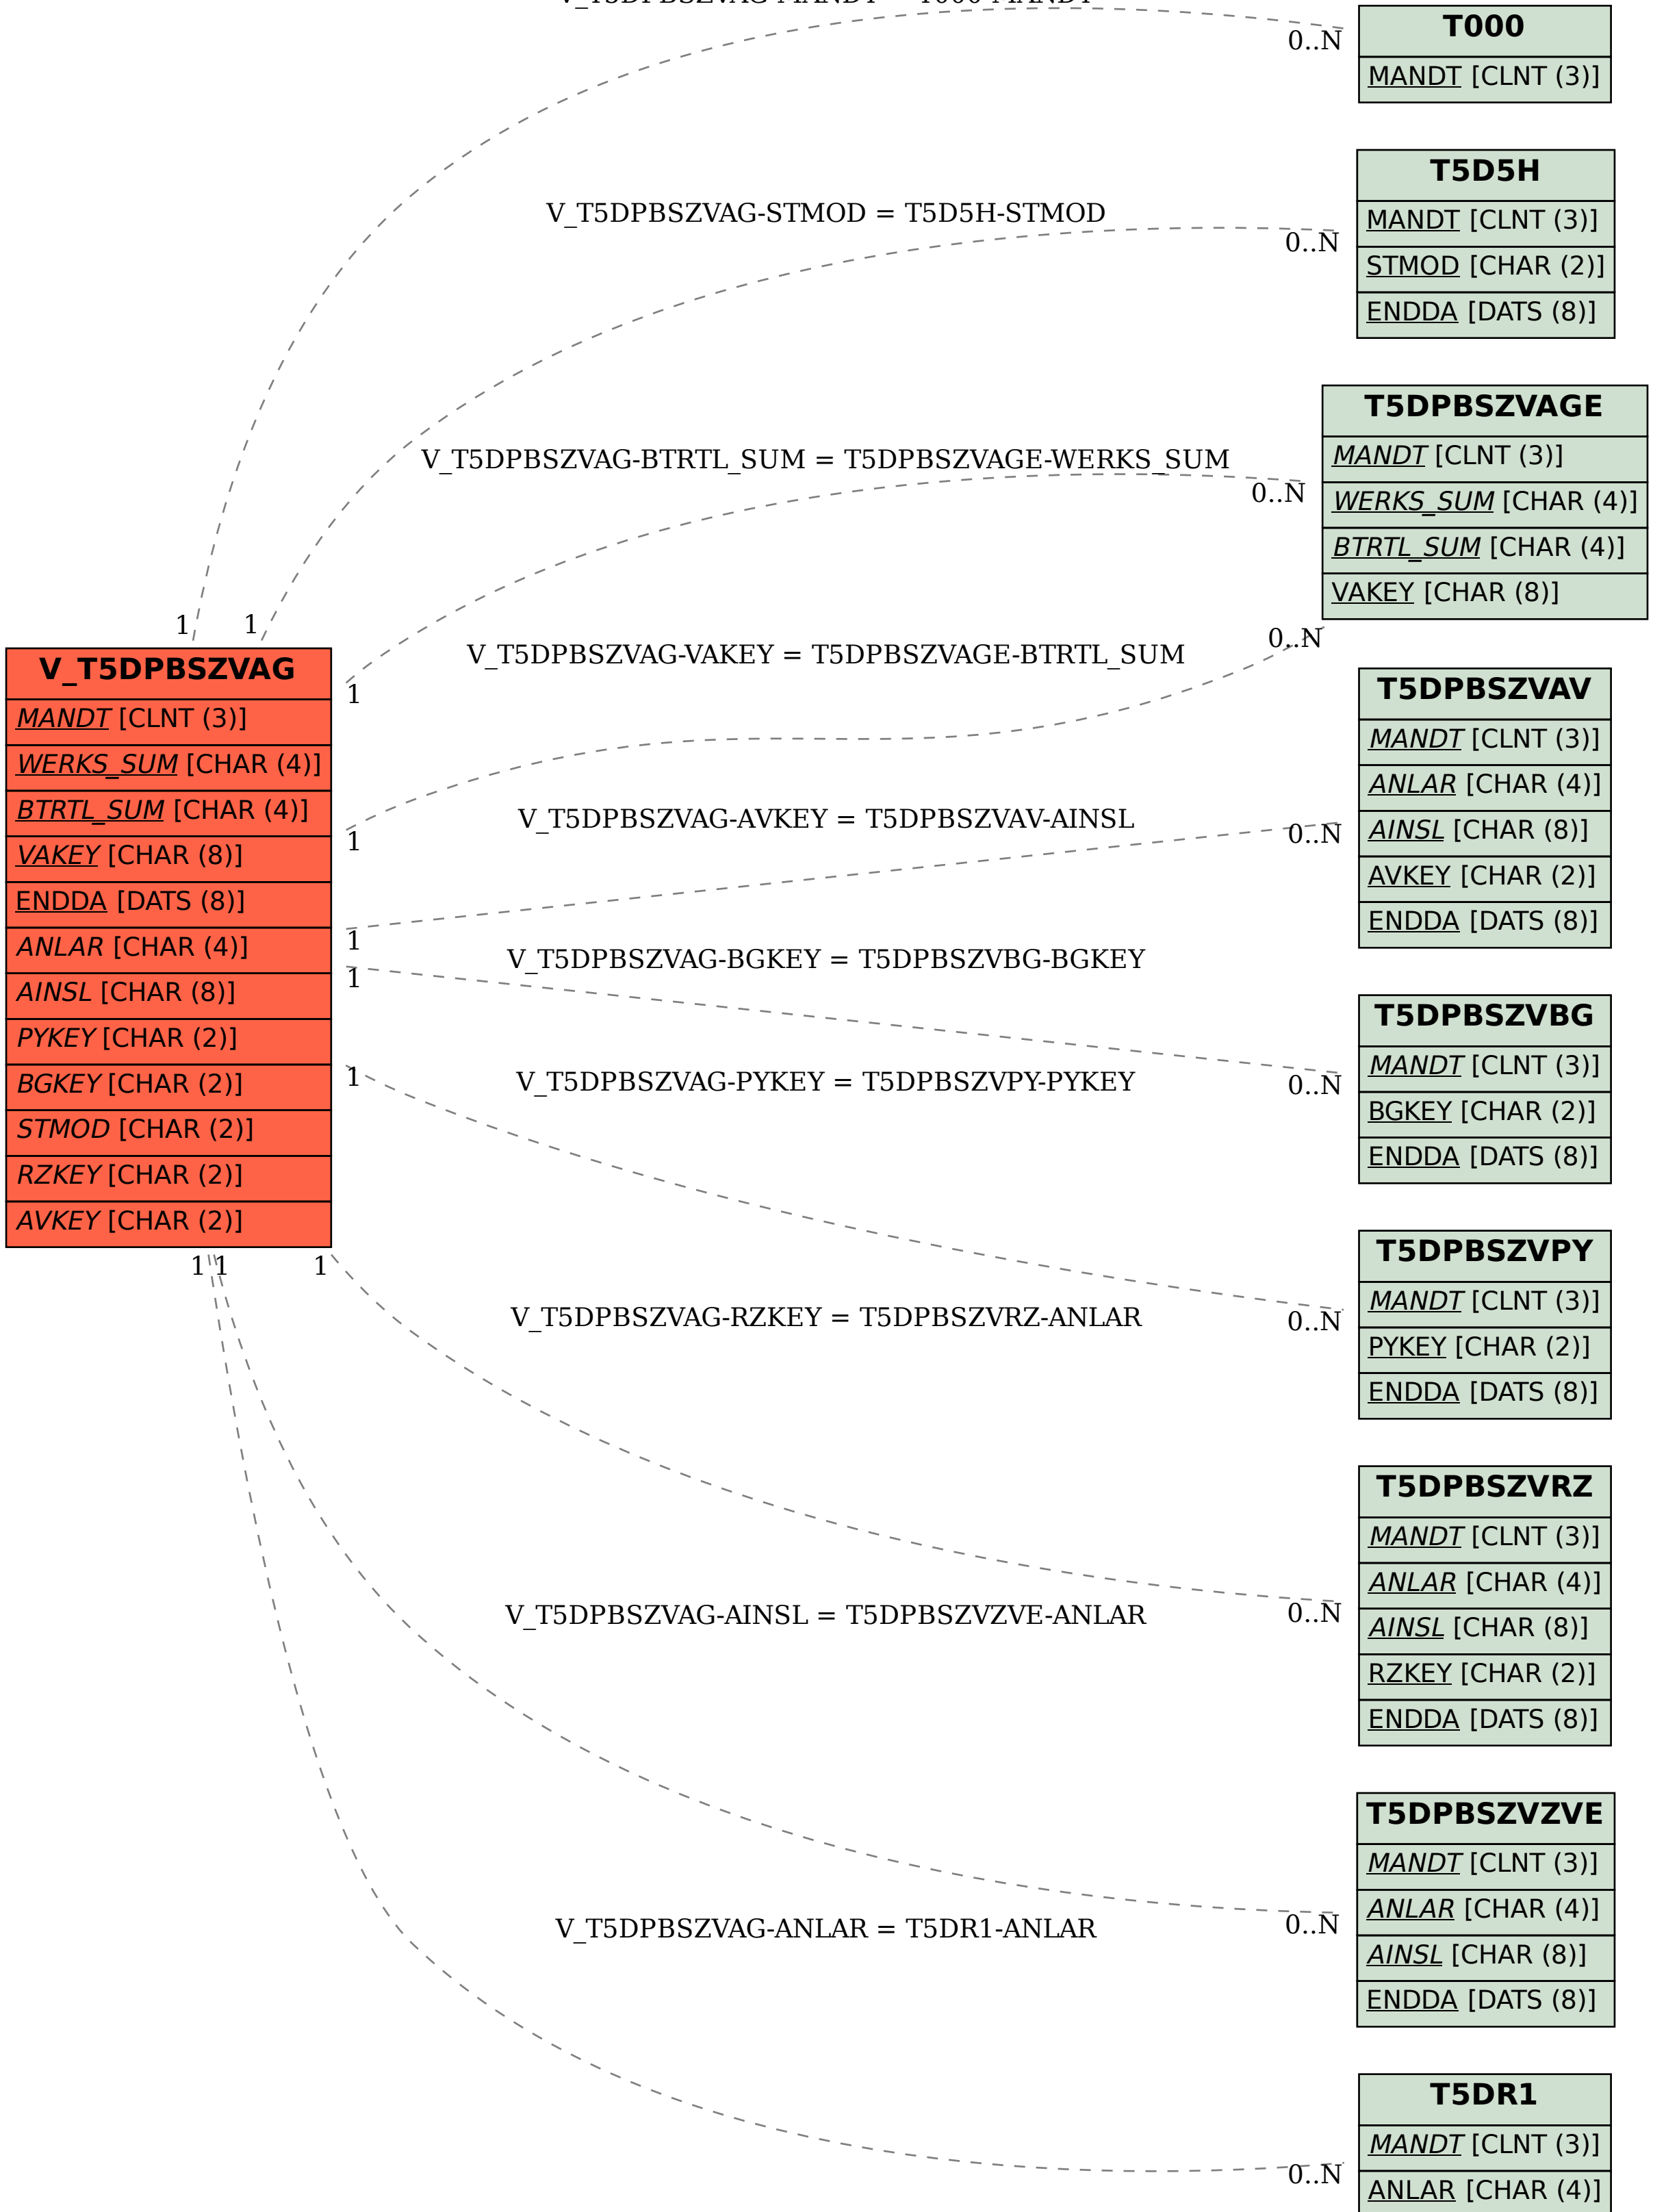 V_T5DPBSZVAG-MANDT = T000-MANDT
0..N
T000
MANDT [CLNT (3)]
V_T5DPBSZVAG-STMOD = T5D5H-STMOD
0..N
T5D5H
MANDT [CLNT (3)]
STMOD [CHAR (2)]
ENDDA [DATS (8)]
V_T5DPBSZVAG-BTRTL_SUM = T5DPBSZVAGE-WERKS_SUM
0..N
T5DPBSZVAGE
MANDT [CLNT (3)]
WERKS_SUM [CHAR (4)]
BTRTL_SUM [CHAR (4)]
VAKEY [CHAR (8)]
V_T5DPBSZVAG-VAKEY = T5DPBSZVAGE-BTRTL_SUM
0..N
1
1
V_T5DPBSZVAG
MANDT [CLNT (3)]
WERKS_SUM [CHAR (4)]
BTRTL_SUM [CHAR (4)]
VAKEY [CHAR (8)]
ENDDA [DATS (8)]
ANLAR [CHAR (4)]
AINSL [CHAR (8)]
PYKEY [CHAR (2)]
BGKEY [CHAR (2)]
STMOD [CHAR (2)]
RZKEY [CHAR (2)]
AVKEY [CHAR (2)]
1
1
1
1
1
1
1
1
V_T5DPBSZVAG-AVKEY = T5DPBSZVAV-AINSL
0..N
T5DPBSZVAV
MANDT [CLNT (3)]
ANLAR [CHAR (4)]
AINSL [CHAR (8)]
AVKEY [CHAR (2)]
ENDDA [DATS (8)]
V_T5DPBSZVAG-BGKEY = T5DPBSZVBG-BGKEY
0..N
T5DPBSZVBG
MANDT [CLNT (3)]
BGKEY [CHAR (2)]
ENDDA [DATS (8)]
V_T5DPBSZVAG-PYKEY = T5DPBSZVPY-PYKEY
0..N
T5DPBSZVPY
MANDT [CLNT (3)]
PYKEY [CHAR (2)]
ENDDA [DATS (8)]
V_T5DPBSZVAG-RZKEY = T5DPBSZVRZ-ANLAR
0..N
T5DPBSZVRZ
MANDT [CLNT (3)]
ANLAR [CHAR (4)]
AINSL [CHAR (8)]
RZKEY [CHAR (2)]
ENDDA [DATS (8)]
V_T5DPBSZVAG-AINSL = T5DPBSZVZVE-ANLAR
0..N
T5DPBSZVZVE
MANDT [CLNT (3)]
ANLAR [CHAR (4)]
AINSL [CHAR (8)]
ENDDA [DATS (8)]
V_T5DPBSZVAG-ANLAR = T5DR1-ANLAR
0..N
T5DR1
MANDT [CLNT (3)]
ANLAR [CHAR (4)]